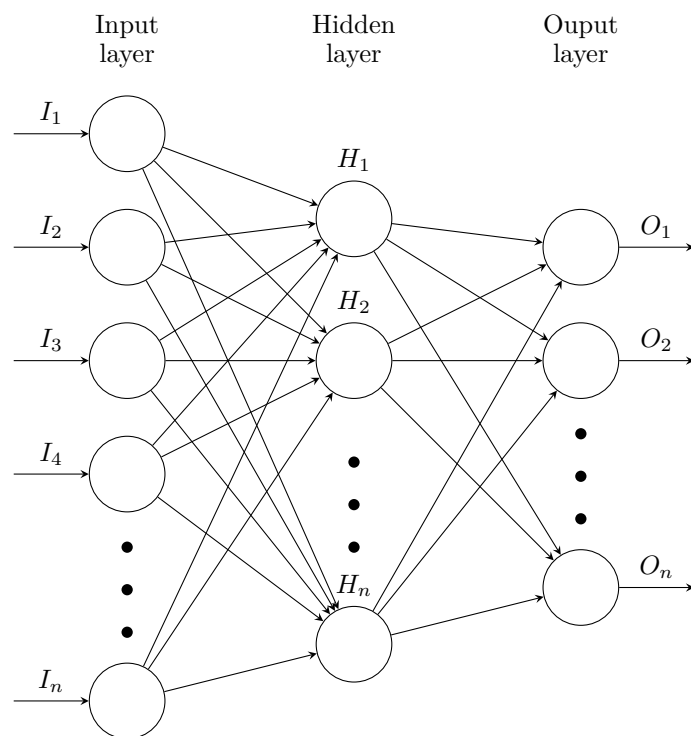 Input
layer
Hidden
layer
Ouput
layer
I₁
I₂
I₃
I₄
Iₙ
H₁
H₂
Hₙ
O₁
O₂
Oₙ